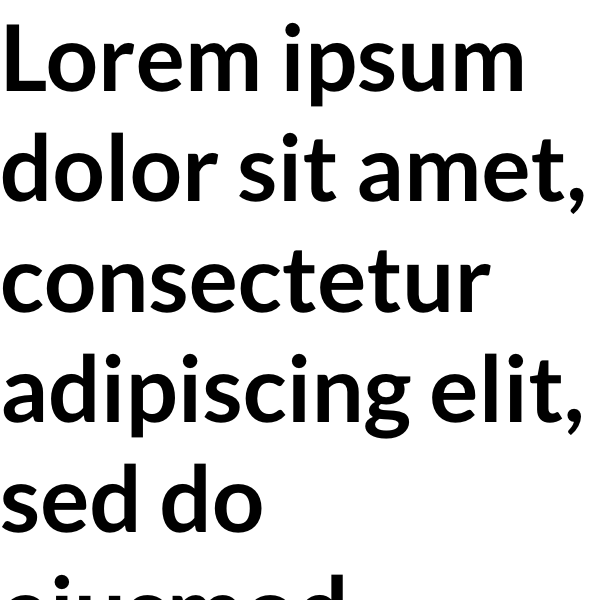 Lorem ipsum
dolor sit amet,
consectetur
adipiscing elit,
sed do